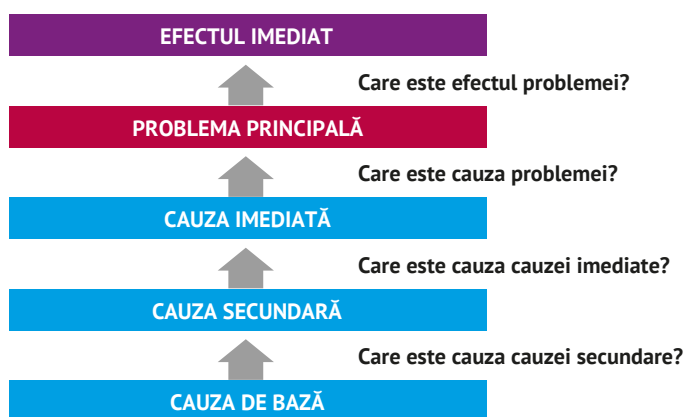 EFECTUL IMEDIAT
Care este efectul problemei?
PROBLEMA PRINCIPALĂ
Care este cauza problemei?
CAUZA IMEDIATĂ
Care este cauza cauzei imediate?
CAUZA SECUNDARĂ
Care este cauza cauzei secundare?
CAUZA DE BAZĂ